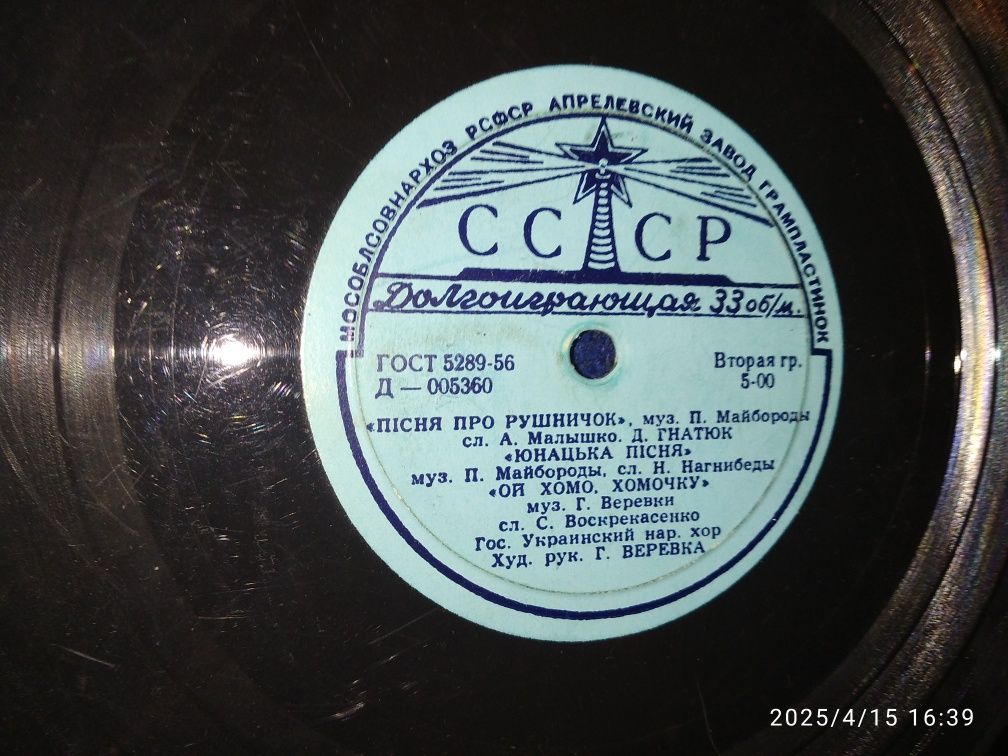 МОСОБЛСОВНАРХОЗ РСФСР АПРЕЛЕВСКИЙ ЗАВОД ГРАМПЛАСТИНОК
СССР
Долгоиграющая 33 об/м.
ГОСТ 5289-56
Д — 005360
Вторая гр.
5-00
«ПІСНЯ ПРО РУШНИЧОК», муз. П. Майбороды
сл. А. Малышко. Д. ГНАТЮК
«ЮНАЦЬКА ПІСНЯ»
муз. П. Майбороды, сл. Н. Нагнибеды
«ОЙ ХОМО, ХОМОЧКУ»
муз. Г. Веревки
сл. С. Воскрекасенко
Гос. Украинский нар. хор
Худ. рук. Г. ВЕРЕВКА
2025/4/15 16:39